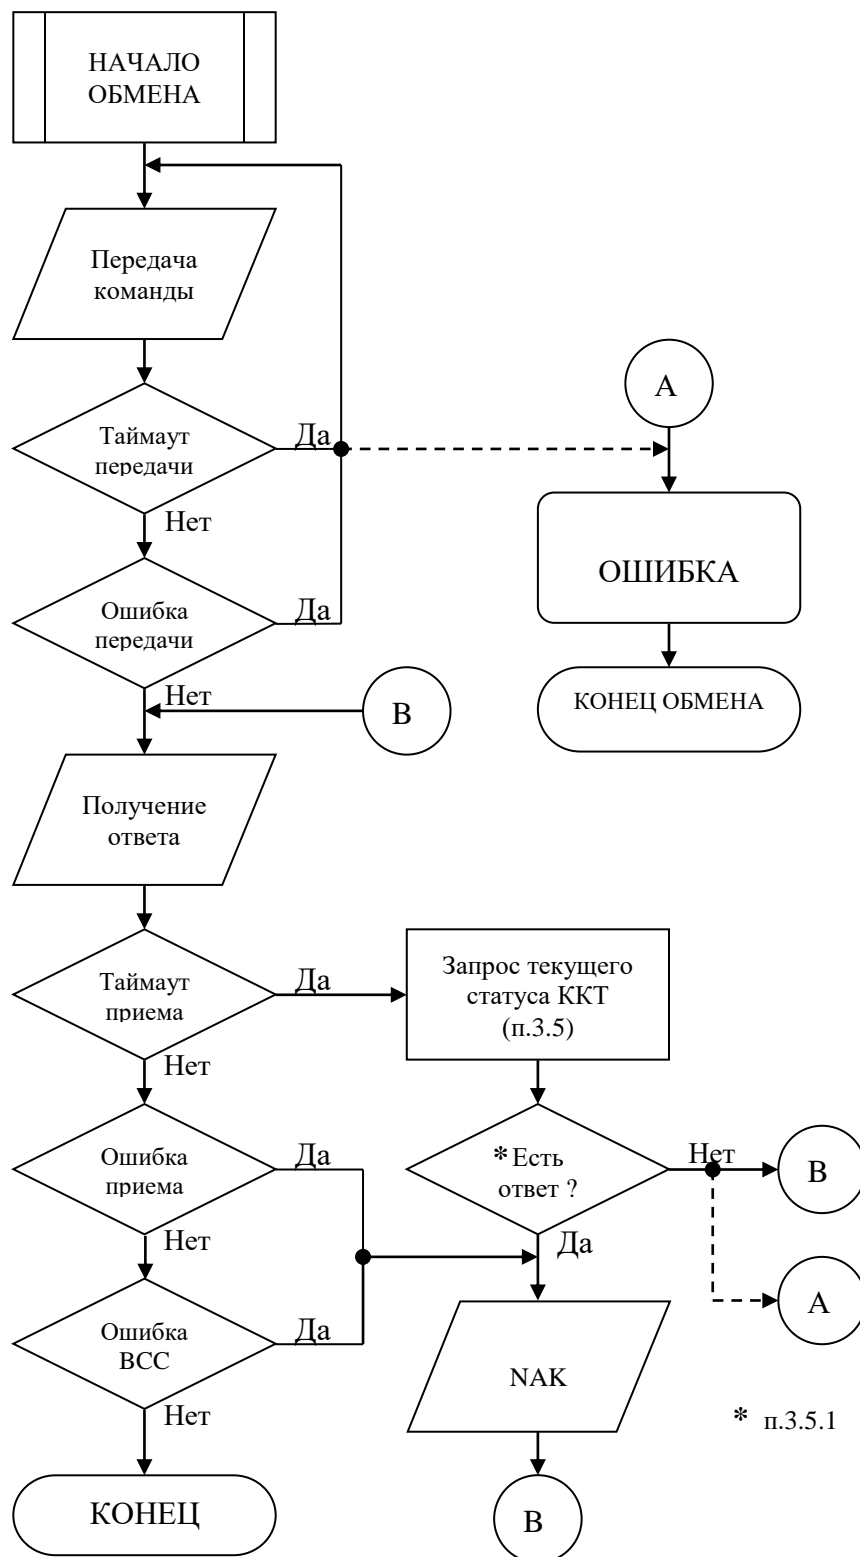 НАЧАЛО
ОБМЕНА
Передача
команды
Таймаут
передачи
Да
Нет
A
ОШИБКА
КОНЕЦ ОБМЕНА
Ошибка
передачи
Да
Нет
B
Получение
ответа
Таймаут
приема
Да
Нет
Запрос текущего
статуса ККТ
(п.3.5)
Ошибка
приема
Да
Нет
*Есть
ответ ?
Нет
Да
B
A
Ошибка
BCC
Да
Нет
NAK
* п.3.5.1
КОНЕЦ
B